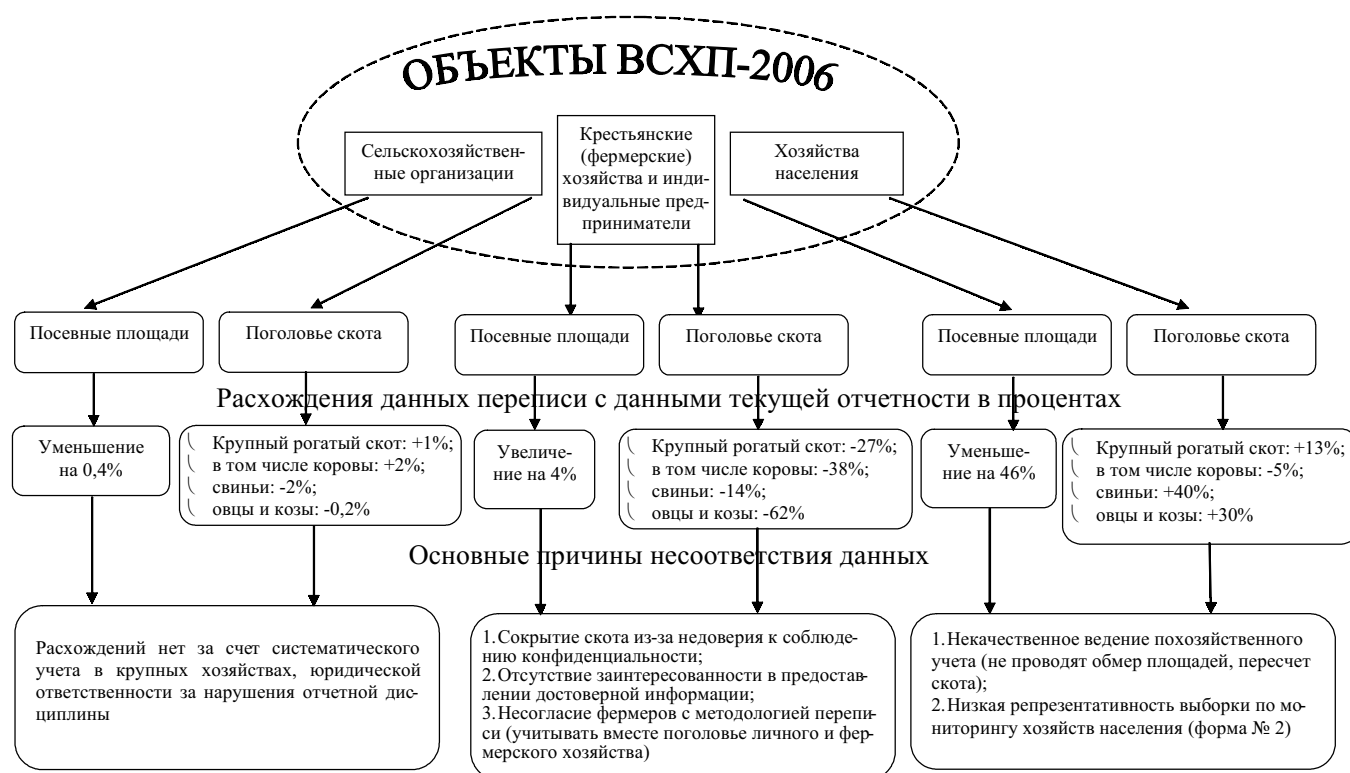 ОБЪЕКТЫ ВСХП-2006
Сельскохозяйствен-
ные организации
Крестьянские
(фермерские)
хозяйства и инди-
видуальные пред-
приниматели
Хозяйства
населения
Посевные площади
Поголовье скота
Посевные площади
Поголовье скота
Посевные площади
Поголовье скота
Расхождения данных переписи с данными текущей отчетности в процентах
Уменьшение
на 0,4%
Крупный рогатый скот: +1%;
в том числе коровы: +2%;
свиньи: -2%;
овцы и козы: -0,2%
Увеличе-
ние на 4%
Крупный рогатый скот: -27%;
в том числе коровы: -38%;
свиньи: -14%;
овцы и козы: -62%
Уменьше-
ние на 46%
Крупный рогатый скот: +13%;
в том числе коровы: -5%;
свиньи: +40%;
овцы и козы: +30%
Основные причины несоответствия данных
Расхождений нет за счет систематического
учета в крупных хозяйствах, юридической
ответственности за нарушения отчетной дис-
циплины
1.Сокрытие скота из-за недоверия к соблюде-
нию конфиденциальности;
2.Отсутствие заинтересованности в предостав-
лении достоверной информации;
3.Несогласие фермеров с методологией перепи-
си (учитывать вместе поголовье личного и фер-
мерского хозяйства)
1.Некачественное ведение похозяйственного
учета (не проводят обмер площадей, пересчет
скота);
2.Низкая репрезентативность выборки по мо-
ниторингу хозяйств населения (форма № 2)